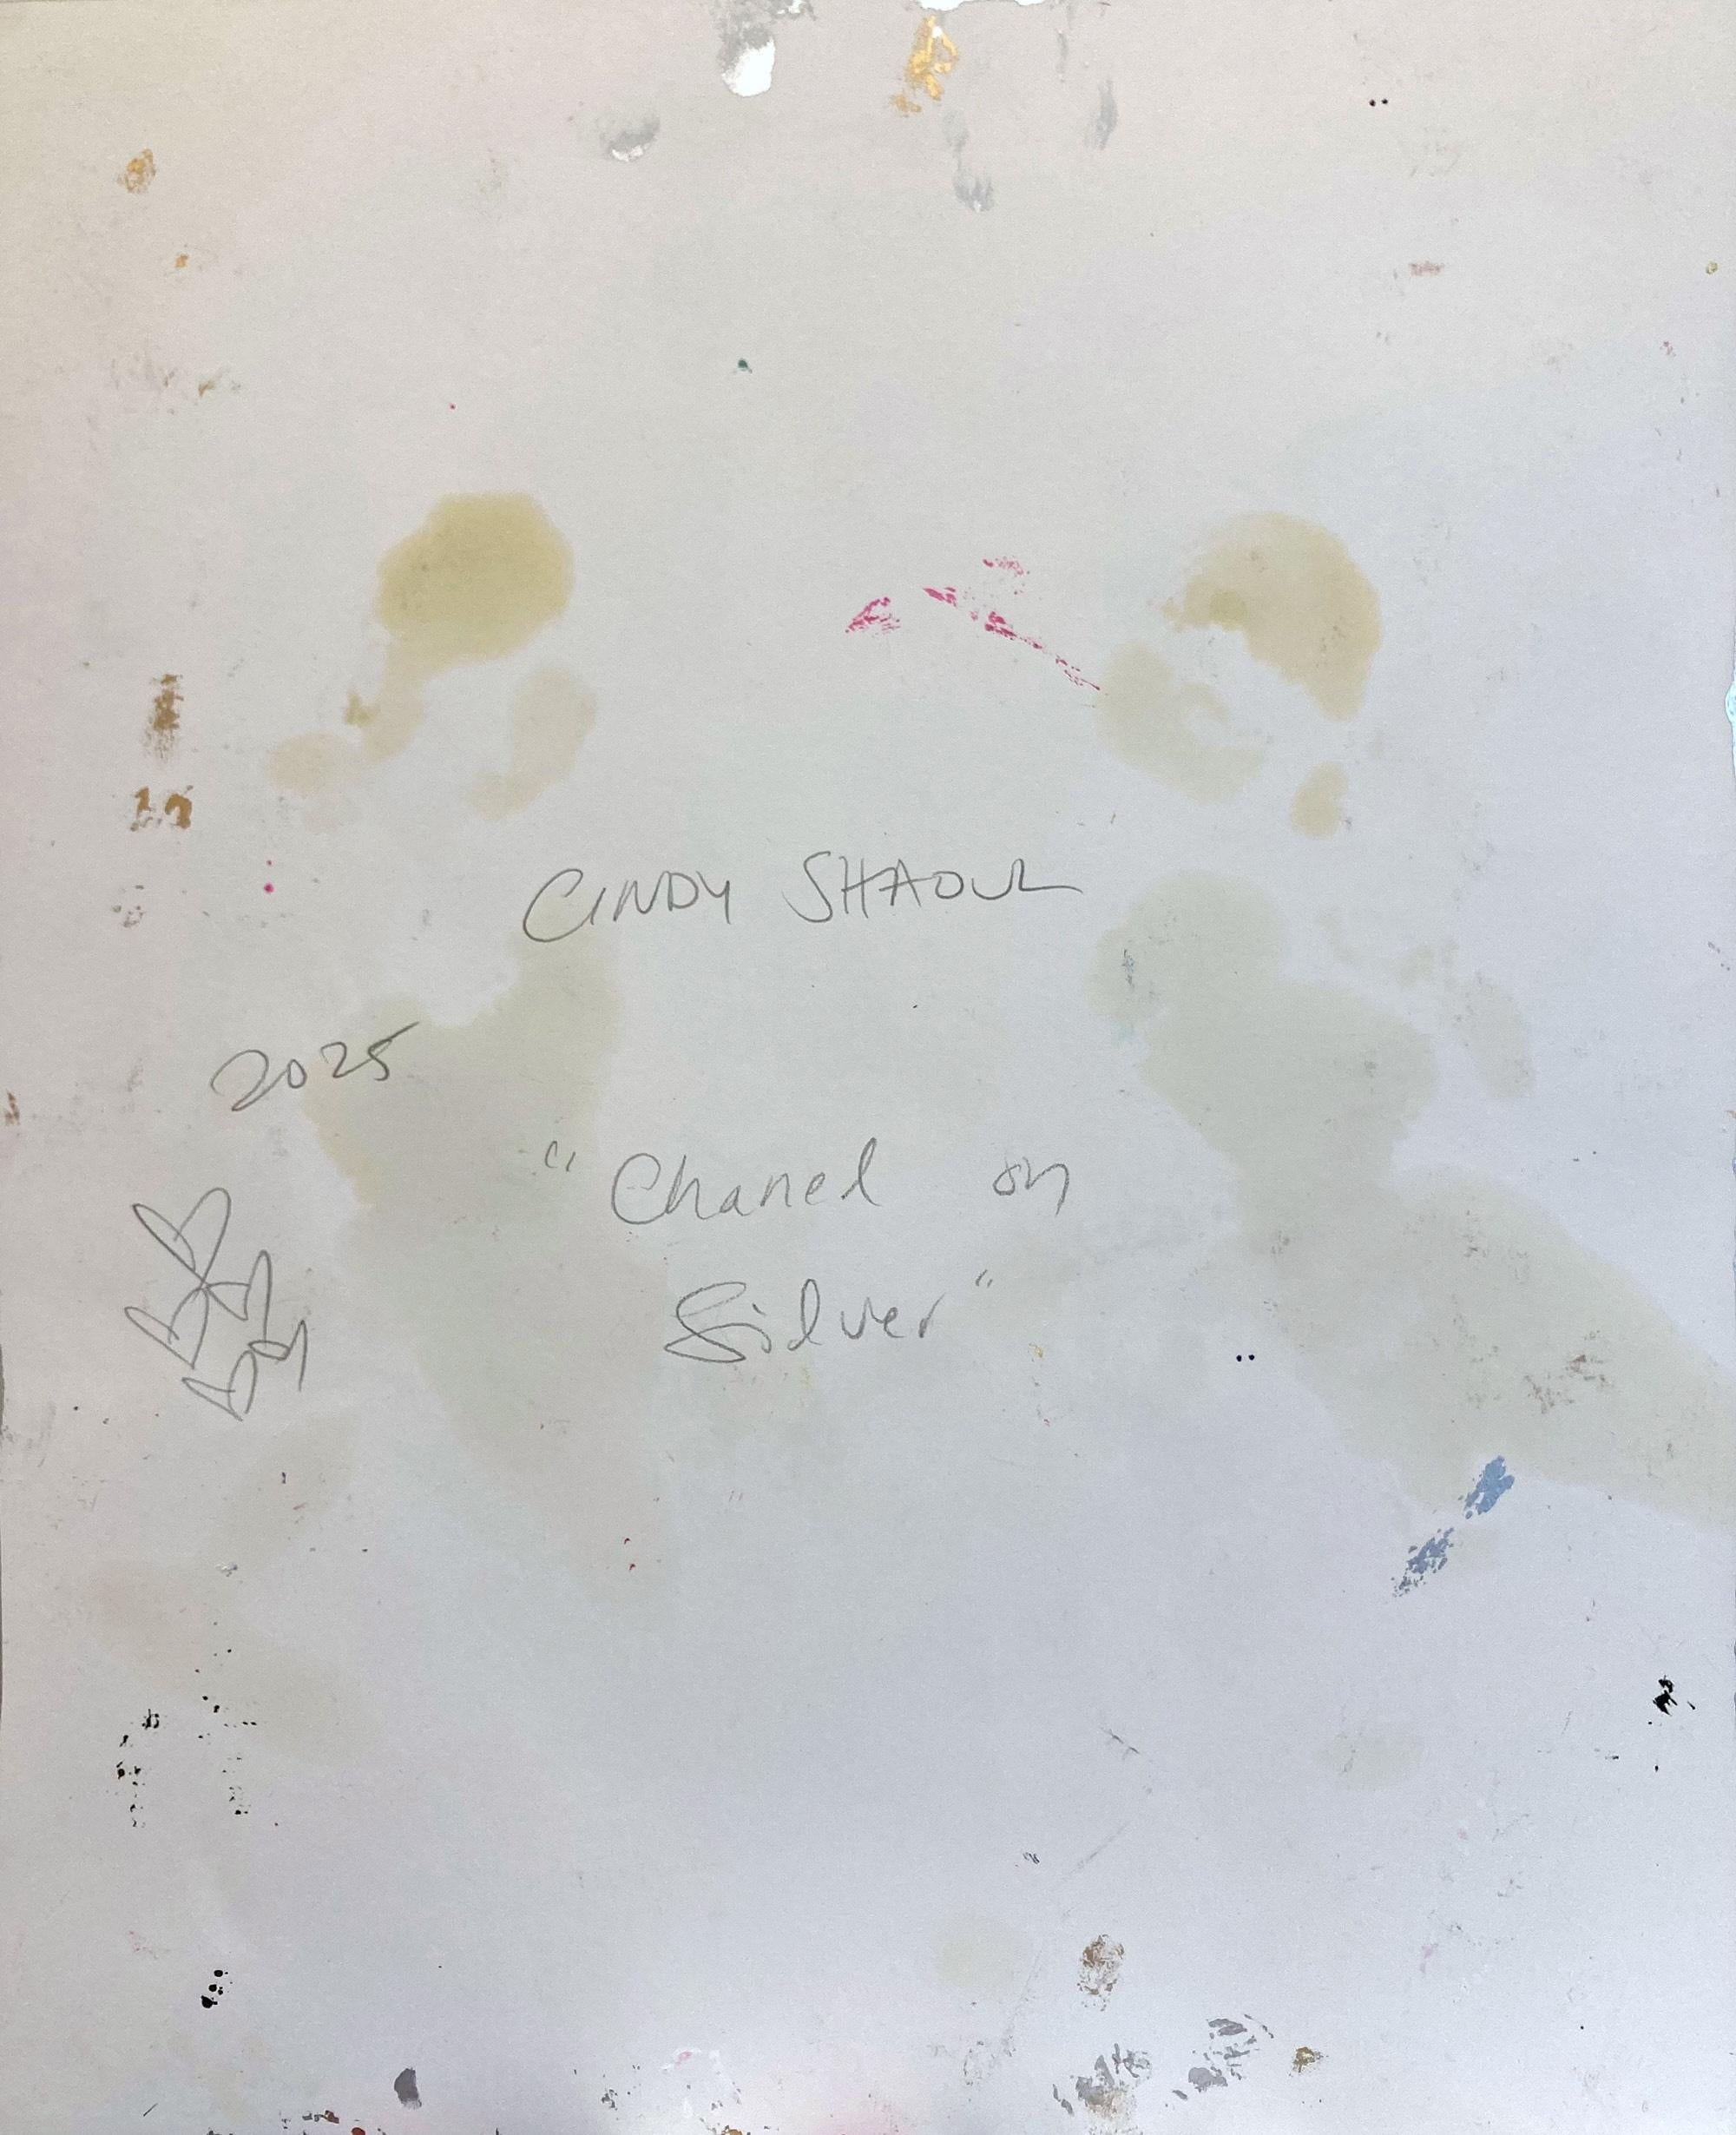 CINDY SHAOUL
2025
"Chanel on
Silver"